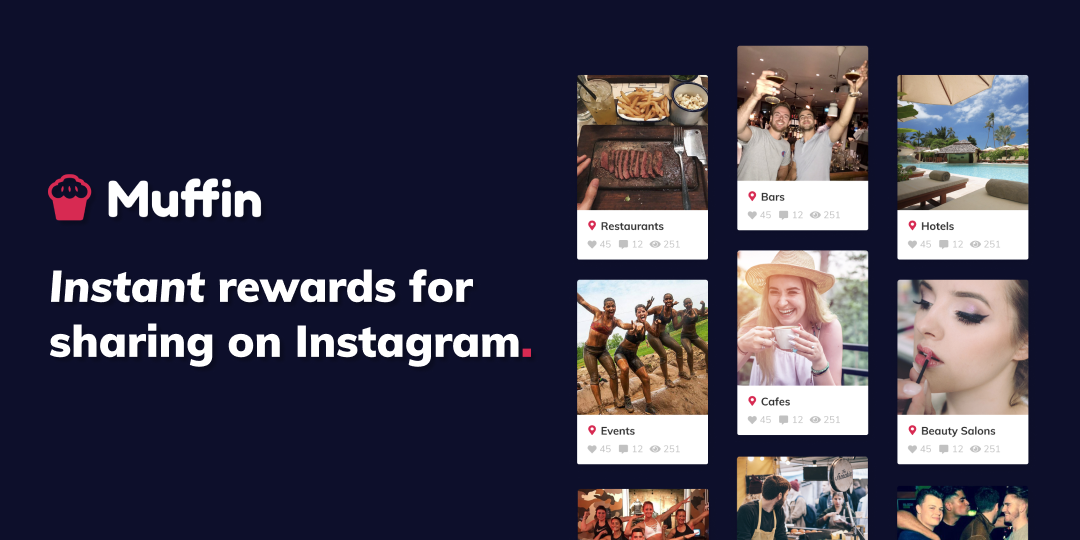 Muffin
Instant rewards for
sharing on Instagram.
Restaurants
45 12 251
Events
45 12 251
Bars
45 12 251
Cafes
45 12 251
Hotels
45 12 251
Beauty Salons
45 12 251